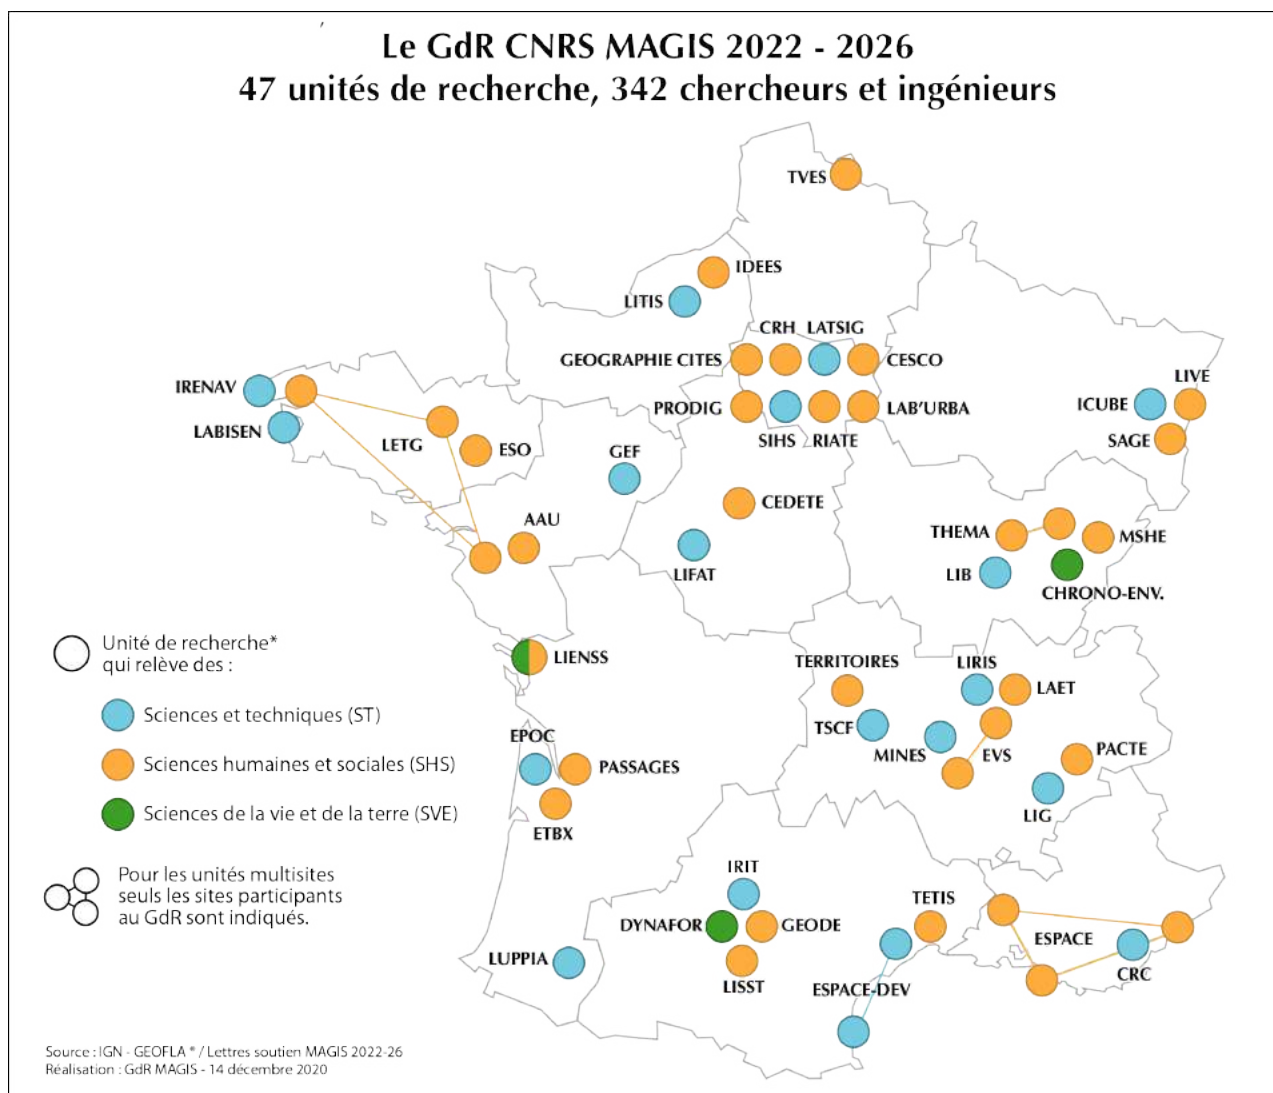 Le GdR CNRS MAGIS 2022 - 2026
47 unités de recherche, 342 chercheurs et ingénieurs
TVES
IDEES
LITIS
CRH LATSIG
GEOGRAPHIE CITES
CESCO
PRODIG
LAB'URBA
SIHS RIATE
IRENAV
LABISEN
LETG
ESO
GEF
AAU
CEDETE
LIFAT
LIVE
ICUBE
SAGE
THEMA
MSHE
LIB
CHRONO-ENV.
Unité de recherche*
qui relève des :
Sciences et techniques (ST)
Sciences humaines et sociales (SHS)
Sciences de la vie et de la terre (SVE)
Pour les unités multisites
seuls les sites participants
au GdR sont indiqués.
LIENSS
TERRITOIRES
LIRIS
LAET
TSCF
MINES
EVS
PACTE
LIG
EPOC
PASSAGES
ETBX
IRIT
DYNAFOR
GEODE
LISST
LUPPIA
TETIS
ESPACE-DEV
ESPACE
CRC
Source : IGN - GEOFLA * / Lettres soutien MAGIS 2022-26
Réalisation : GdR MAGIS - 14 décembre 2020